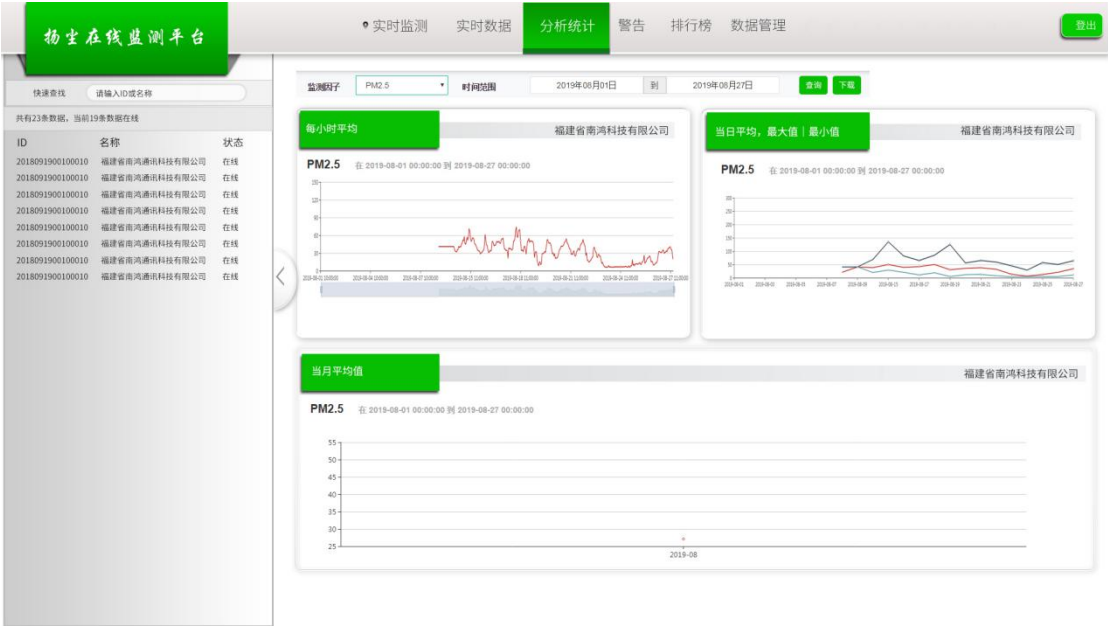 扬尘在线监测平台
实时监测 实时数据 分析统计 警告 排行榜 数据管理
登出
快速查找 请输入ID或名称
共有23条数据，当前19条数据在线
ID 名称 状态
2018091900100010 福建省南鸿通讯科技有限公司 在线
2018091900100010 福建省南鸿通讯科技有限公司 在线
2018091900100010 福建省南鸿通讯科技有限公司 在线
2018091900100010 福建省南鸿通讯科技有限公司 在线
2018091900100010 福建省南鸿通讯科技有限公司 在线
2018091900100010 福建省南鸿通讯科技有限公司 在线
2018091900100010 福建省南鸿通讯科技有限公司 在线
2018091900100010 福建省南鸿通讯科技有限公司 在线
监测因子 PM2.5 时间范围 2019年08月01日 到 2019年08月27日 查询 下载
每小时平均 福建省南鸿科技有限公司
PM2.5 在 2019-08-01 00:00:00 到 2019-08-27 00:00:00
当日平均，最大值｜最小值 福建省南鸿科技有限公司
PM2.5 在 2019-08-01 00:00:00 到 2019-08-27 00:00:00
当月平均值 福建省南鸿科技有限公司
PM2.5 在 2019-08-01 00:00:00 到 2019-08-27 00:00:00
55
50
45
40
35
30
25
2019-08